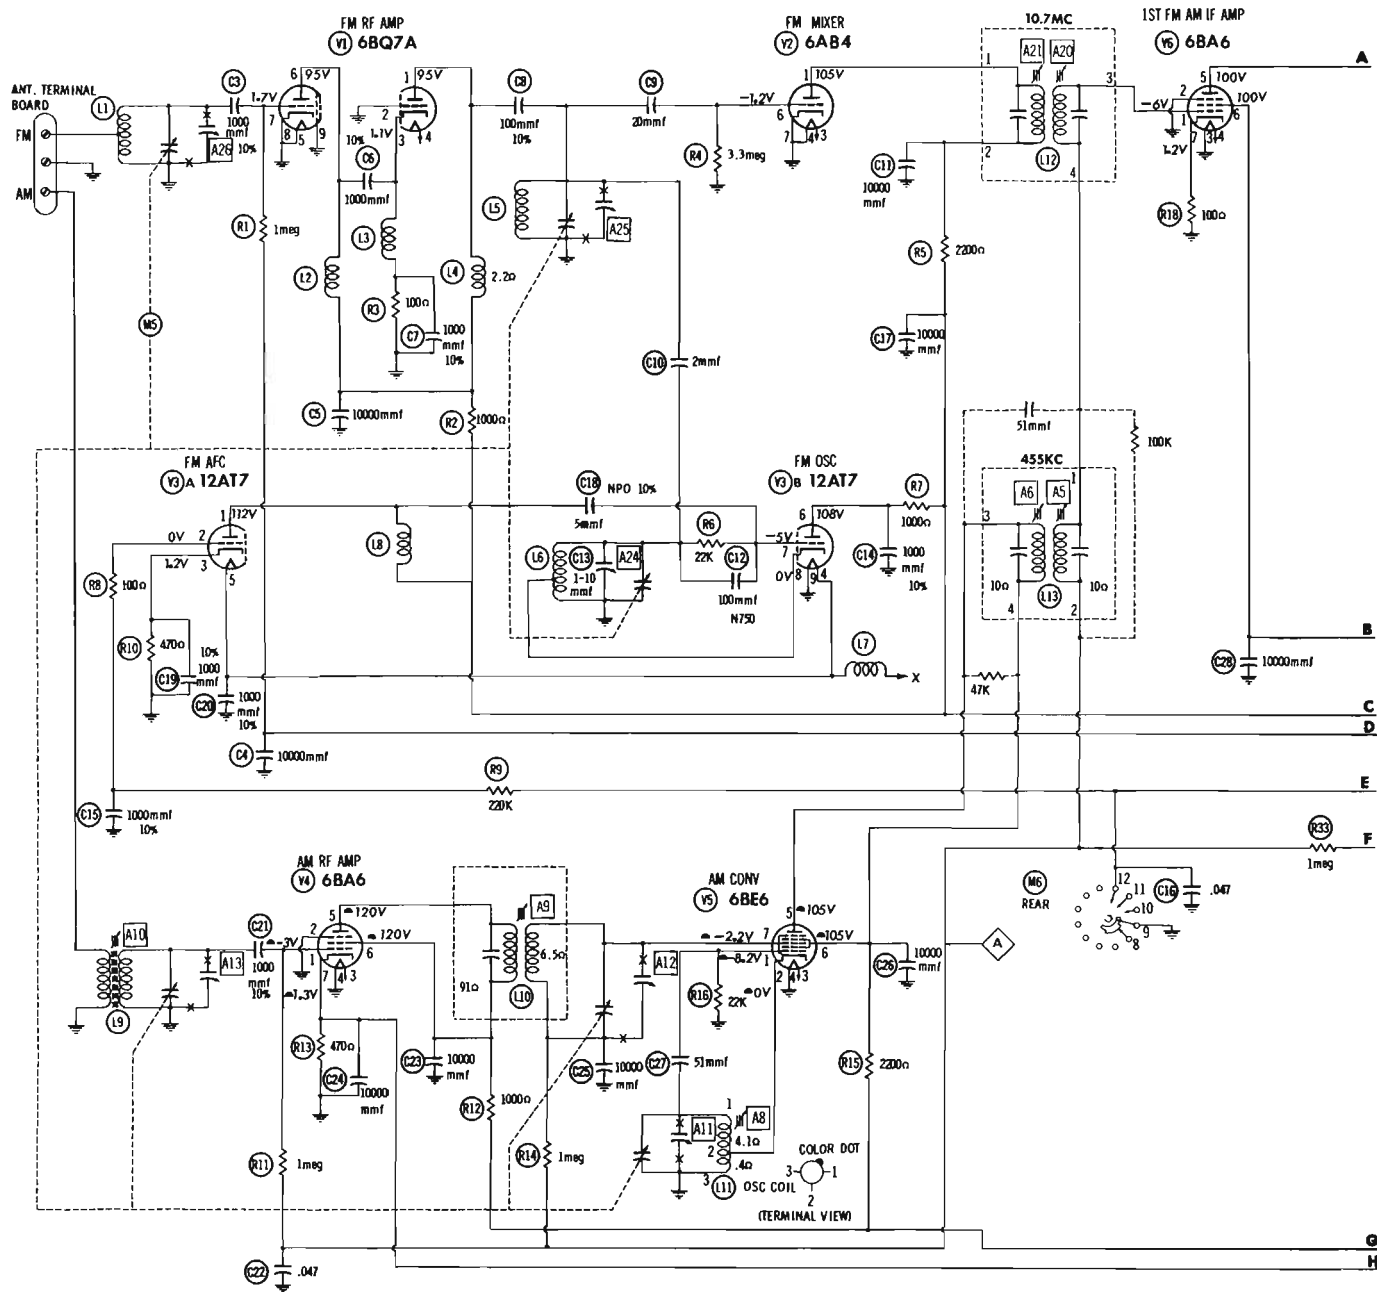 FM RF AMP
V1 6BQ7A
FM MIXER
V2 6AB4
10.7MC
1ST FM AM IF AMP
V6 6BA6
ANT. TERMINAL
BOARD
FM
AM
L1
C3
1000
mmf
10%
A26
1.7V
6
95V
7
8
5
9
1
95V
2
1.1V
3
4
10%
C6
1000mmf
C8
100mmf
10%
C9
20mmf
-1.2V
1
105V
6
7
4
3
R4
3.3meg
1
A21
A20
3
2
L12
4
C11
10000
mmf
A
5
100V
100V
-.6V
2
1
6
1.2V
7
3
4
R18
100Ω
R1
1meg
L2
L3
L4
2.2Ω
R3
100Ω
C7
1000
mmf
10%
L5
A25
R5
2200Ω
C17
10000
mmf
M5
C10
2mmf
C5
10000mmf
R2
1000Ω
51mmf
100K
FM AFC
V3 A 12AT7
C18
NPO 10%
5mmf
FM OSC
V3 B 12AT7
R7
1000Ω
455KC
A6
A5
1
3
10Ω
10Ω
4
L13
2
1
112V
0V
2
1.2V
3
5
R8
100Ω
L8
L6
C13
1-10
mmf
A24
R6
22K
C12
100mmf
N750
6
108V
-5V
7
0V
8
9
4
C14
1000
mmf
10%
R10
470Ω
10%
C19
1000
mmf
C20
1000
mmf
10%
L7
X
47K
B
C28
10000mmf
C
D
C4
10000mmf
R9
220K
E
C15
1000mmf
10%
R33
1meg
F
AM RF AMP
V4 6BA6
AM CONV
V5 6BE6
M6
REAR
12
11
10
9
8
C16
.047
A10
L9
A13
C21
1000
mmf
10%
-.3V
1.3V
5
120V
2
120V
1
6
7
4
3
A9
6.5Ω
91Ω
L10
A12
5
105V
-2.2V
7
105V
-8.2V
1
6
2
4
3
R16
22K
0V
C26
10000
mmf
A
R13
470Ω
C24
10000
mmf
C23
10000
mmf
C25
10000
mmf
C27
51mmf
R15
2200Ω
R12
1000Ω
R11
1meg
R14
1meg
A11
1
A8
4.1Ω
2
.4Ω
3
L11
OSC COIL
COLOR DOT
3
1
2
(TERMINAL VIEW)
G
H
C22
.047